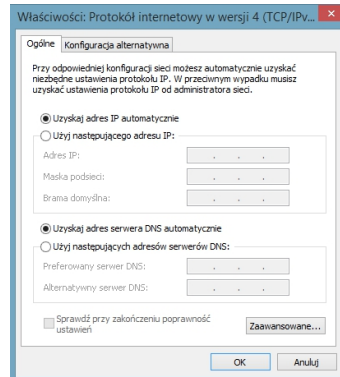 Właściwości: Protokół internetowy w wersji 4 (TCP/IPv...
Ogólne Konfiguracja alternatywna
Przy odpowiedniej konfiguracji sieci możesz automatycznie uzyskać
niezbędne ustawienia protokołu IP. W przeciwnym wypadku musisz
uzyskać ustawienia protokołu IP od administratora sieci.
Uzyskaj adres IP automatycznie
Użyj następującego adresu IP:
Adres IP:
Maska podsieci:
Brama domyślna:
Uzyskaj adres serwera DNS automatycznie
Użyj następujących adresów serwerów DNS:
Preferowany serwer DNS:
Alternatywny serwer DNS:
Sprawdź przy zakończeniu poprawność
ustawień
Zaawansowane...
OK Anuluj